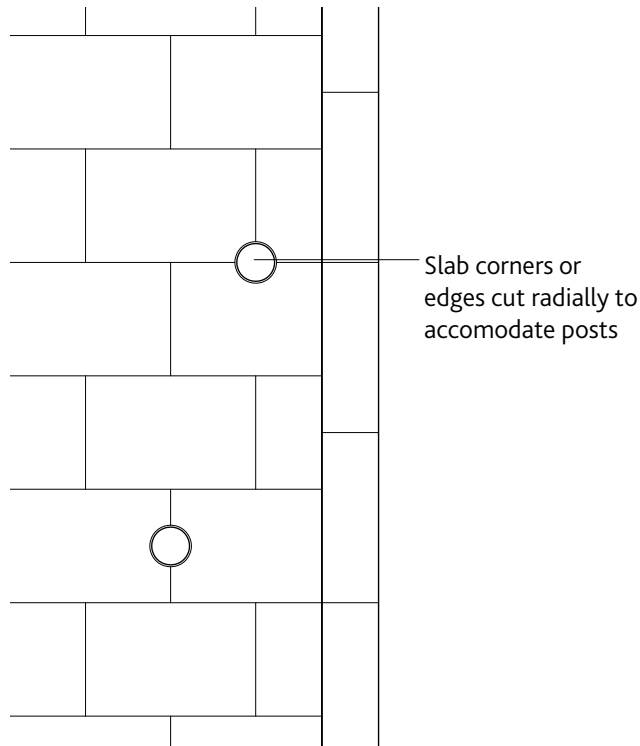 Slab corners or
edges cut radially to
accomodate posts